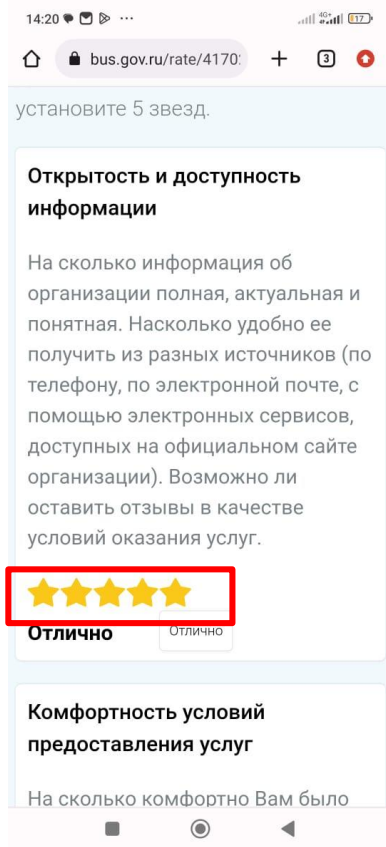 14:20
4G+
17
bus.gov.ru/rate/4170
3
установите 5 звезд.
Открытость и доступность
информации
На сколько информация об
организации полная, актуальная и
понятная. Насколько удобно ее
получить из разных источников (по
телефону, по электронной почте, с
помощью электронных сервисов,
доступных на официальном сайте
организации). Возможно ли
оставить отзывы в качестве
условий оказания услуг.
Отлично
Отлично
Комфортность условий
предоставления услуг
На сколько комфортно Вам было